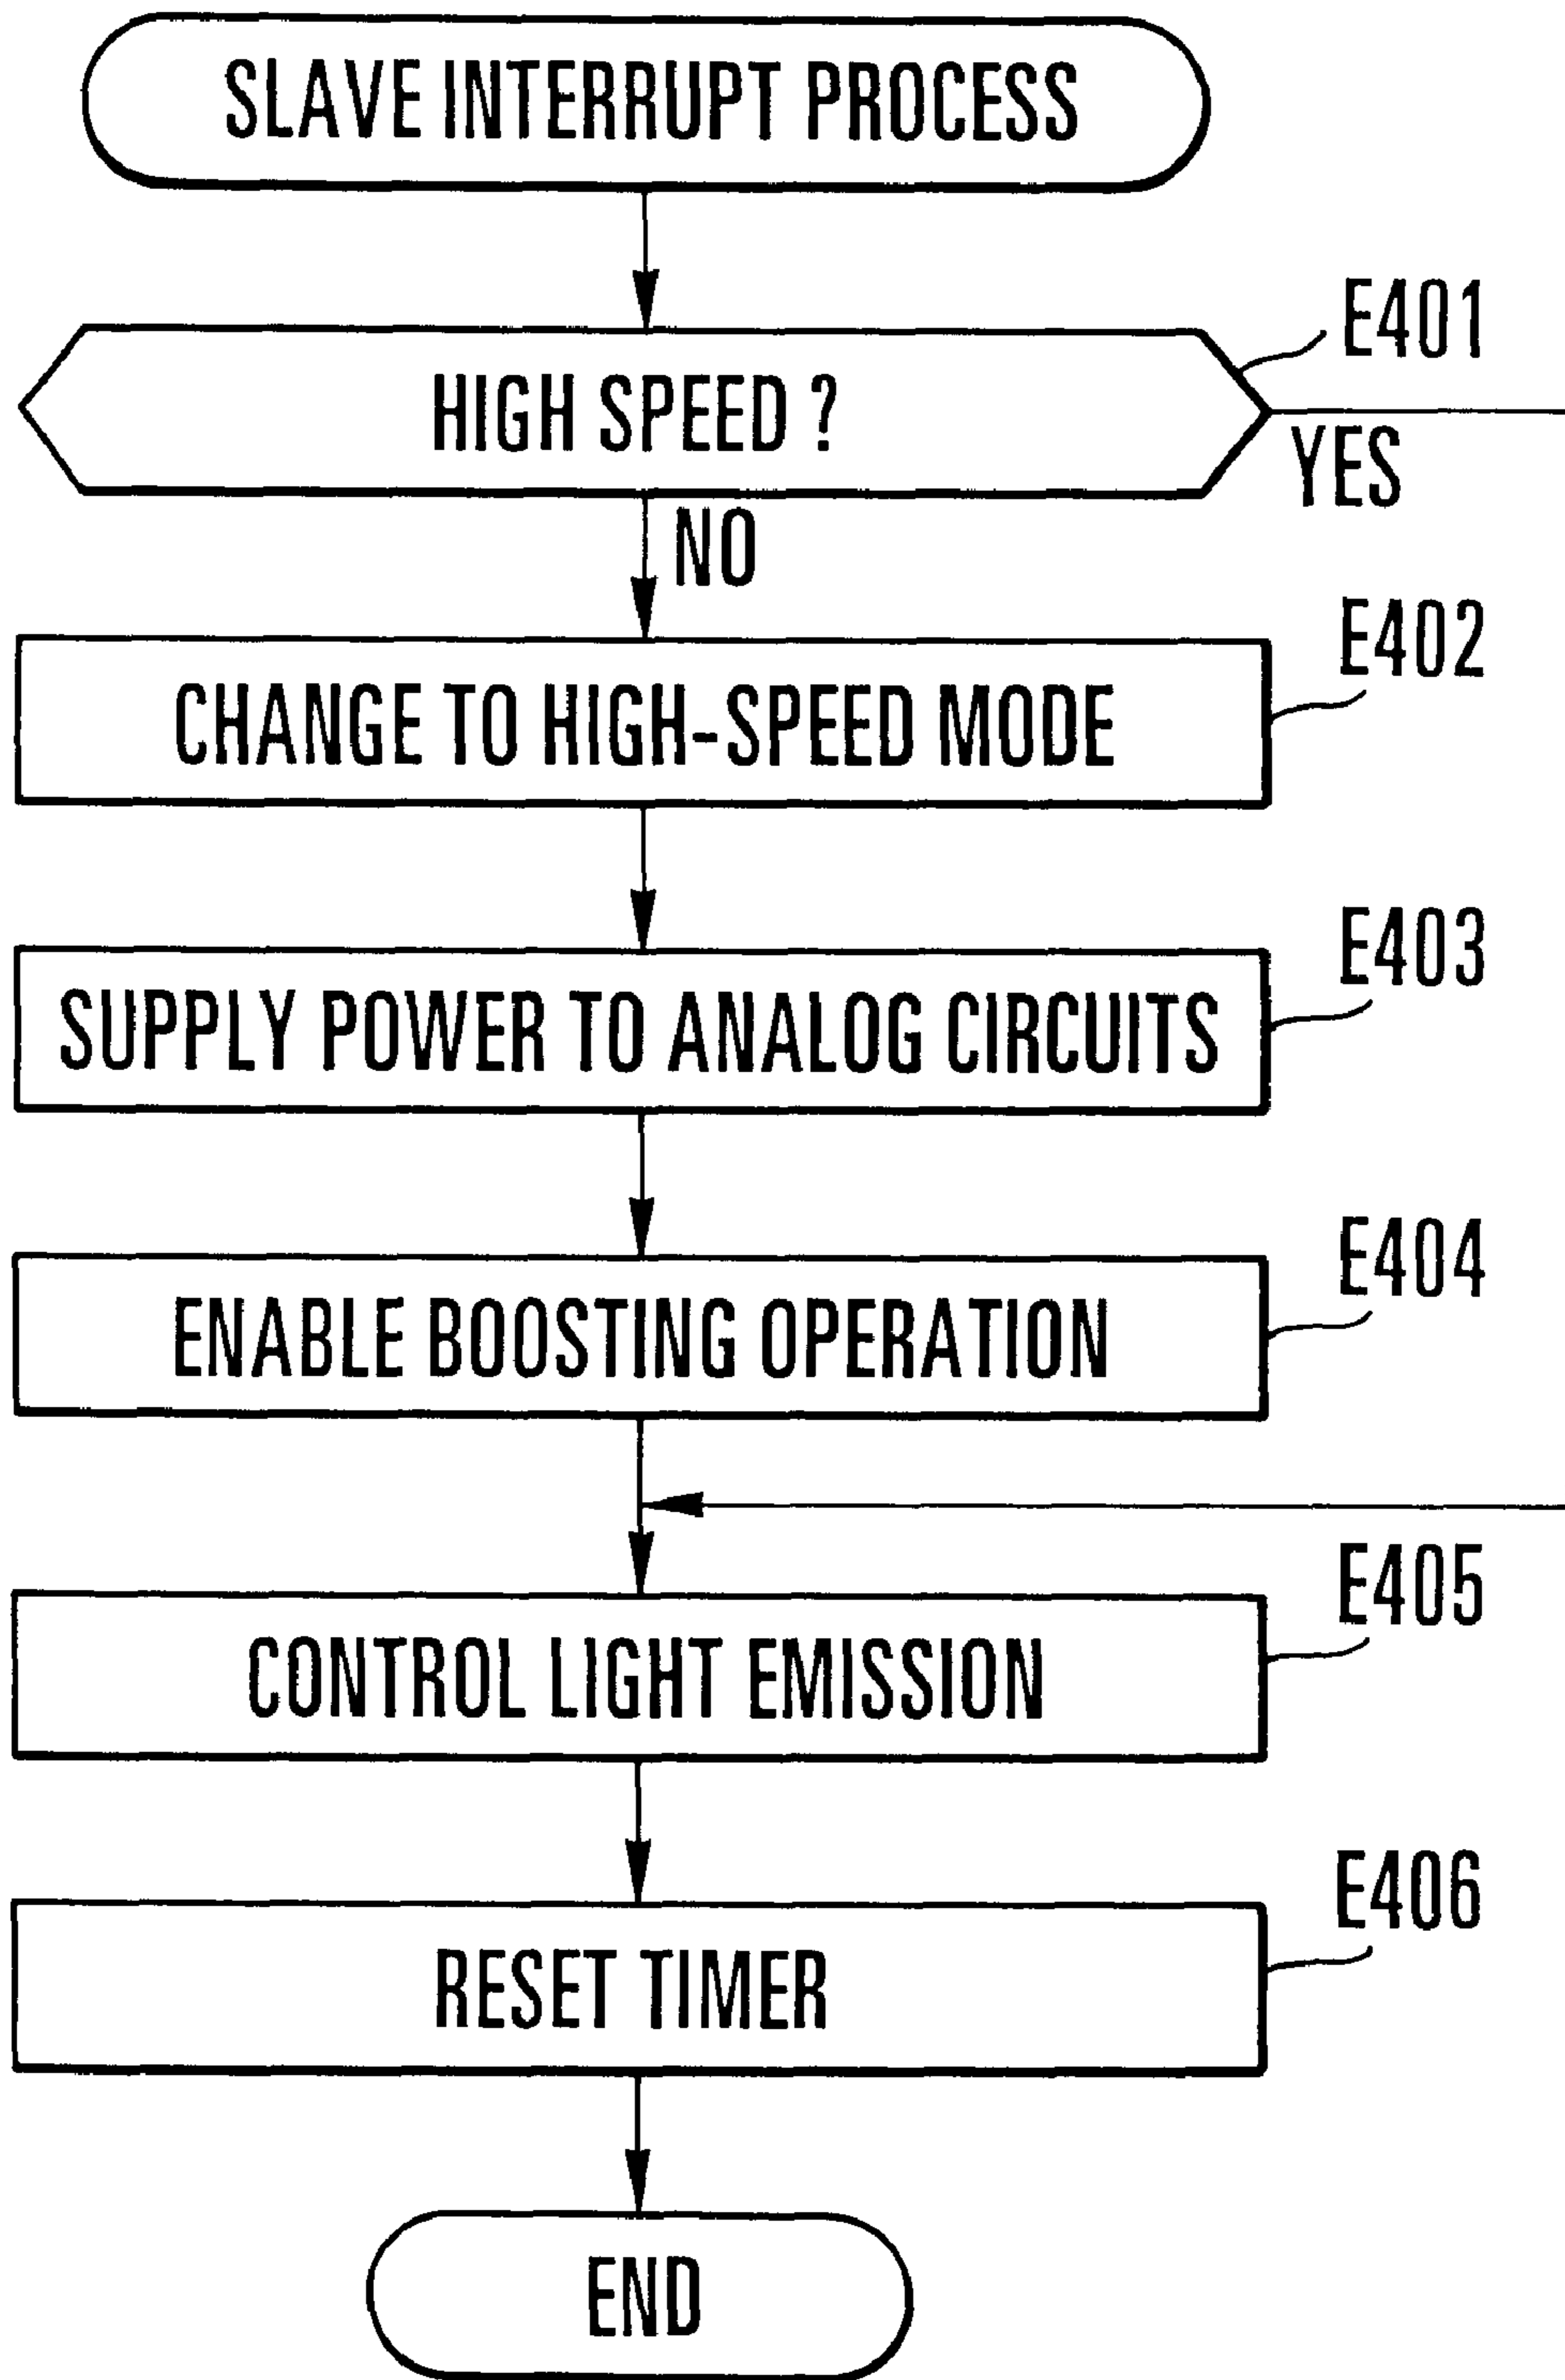 SLAVE INTERRUPT PROCESS
E401
HIGH SPEED ?
YES
NO
E402
CHANGE TO HIGH-SPEED MODE
E403
SUPPLY POWER TO ANALOG CIRCUITS
E404
ENABLE BOOSTING OPERATION
E405
CONTROL LIGHT EMISSION
E406
RESET TIMER
END